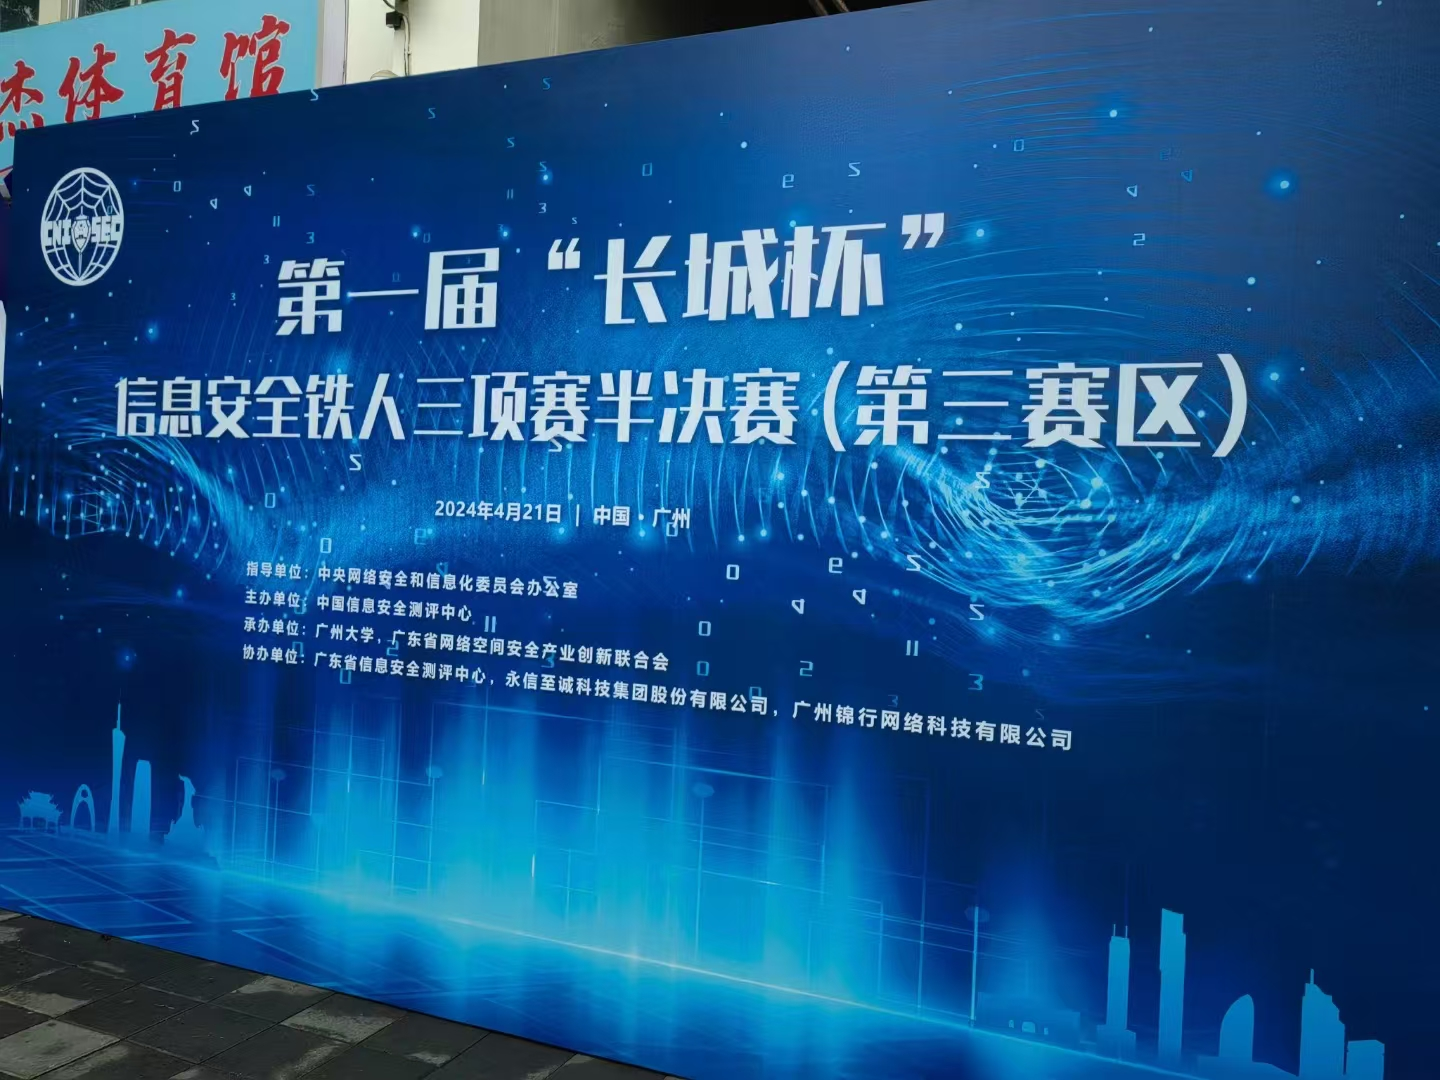 杰体育馆
CNITSEC
第一届“长城杯”
信息安全铁人三项赛半决赛(第三赛区)
2024年4月21日 | 中国·广州
指导单位：中央网络安全和信息化委员会办公室
主办单位：中国信息安全测评中心
承办单位：广州大学，广东省网络空间安全产业创新联合会
协办单位：广东省信息安全测评中心，永信至诚科技集团股份有限公司，广州锦行网络科技有限公司